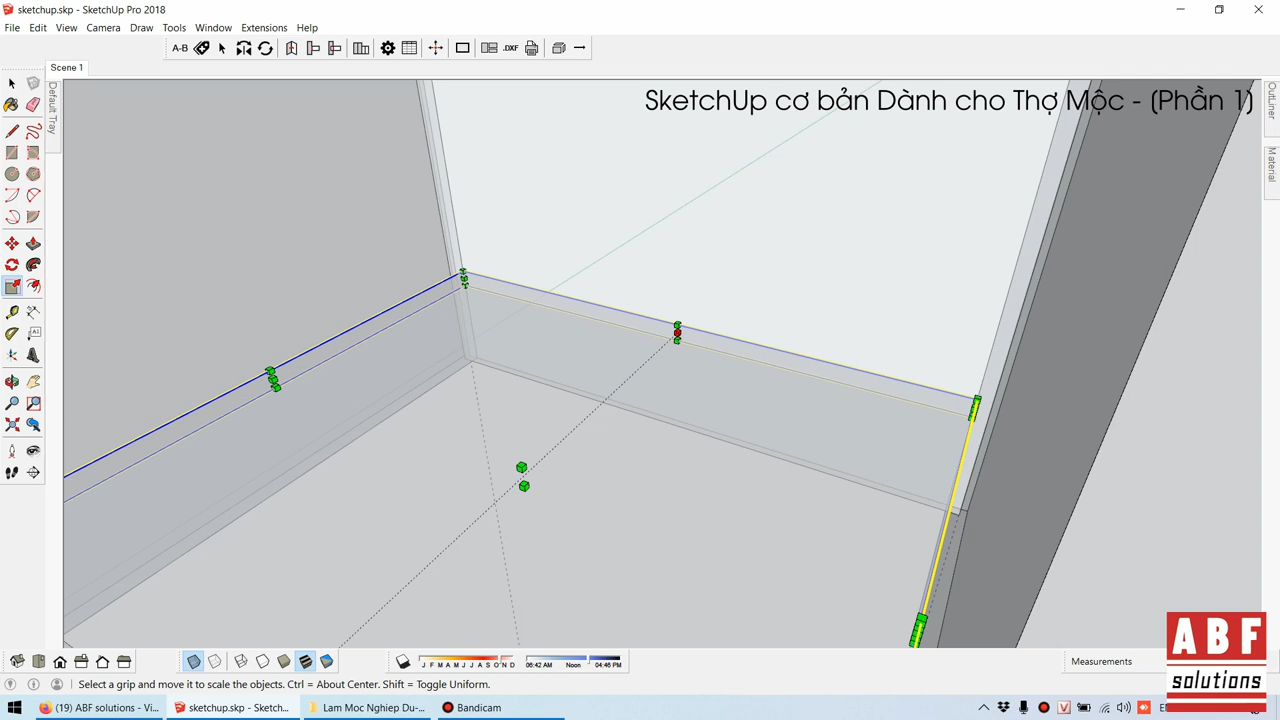 sketchup.skp - SketchUp Pro 2018
File Edit View Camera Draw Tools Window Extensions Help
A-B .DXF
Scene 1
Default Tray
SketchUp cơ bản Dành cho Thợ Mộc - (Phần 1)
OutLiner
Material
A1
ABF
solutions
J F M A M J J A S O N D 06:42 AM Noon 04:46 PM
Measurements
Select a grip and move it to scale the objects. Ctrl = About Center. Shift = Toggle Uniform.
(19) ABF solutions - Vi... sketchup.skp - Sketch... Lam Moc Nghiep Du-... Bandicam